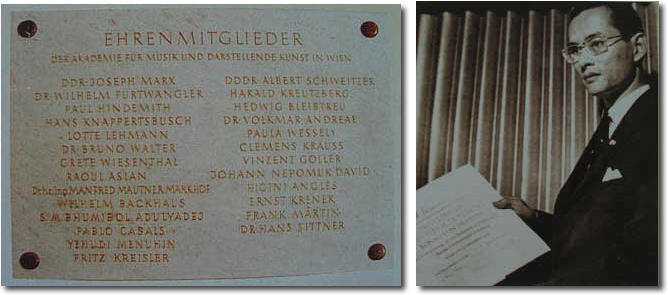 EHRENMITGLIEDER
DER AKADEMIE FÜR MUSIK UND DARSTELLENDE KUNST IN WIEN
DDR·JOSEPH MARX
DR·WILHELM FURTWÄNGLER
PAUL HINDEMITH
HANS KNAPPERTSBUSCH
LOTTE LEHMANN
DR BRUNO WALTER
GRETE WIESENTHAL
RAOUL ASLAN
Dr.h.c.Ing.MANFRED MAUTNER MARKHOF
WILHELM BACKHAUS
S.M.BHUMIBOL ADULYADEJ
PABLO CASALS
YEHUDI MENUHIN
FRITZ KREISLER
DDDR ALBERT SCHWEITZER
HARALD KREUTZBERG
HEDWIG BLEIBTREU
DR·VOLKMAR ANDREAE
PAULA WESSELY
CLEMENS KRAUSS
VINZENT GOLLER
JOHANN NEPOMUK DAVID
HIGINI ANGLÈS
ERNST KRENEK
FRANK MARTIN
DR HANS SITTNER